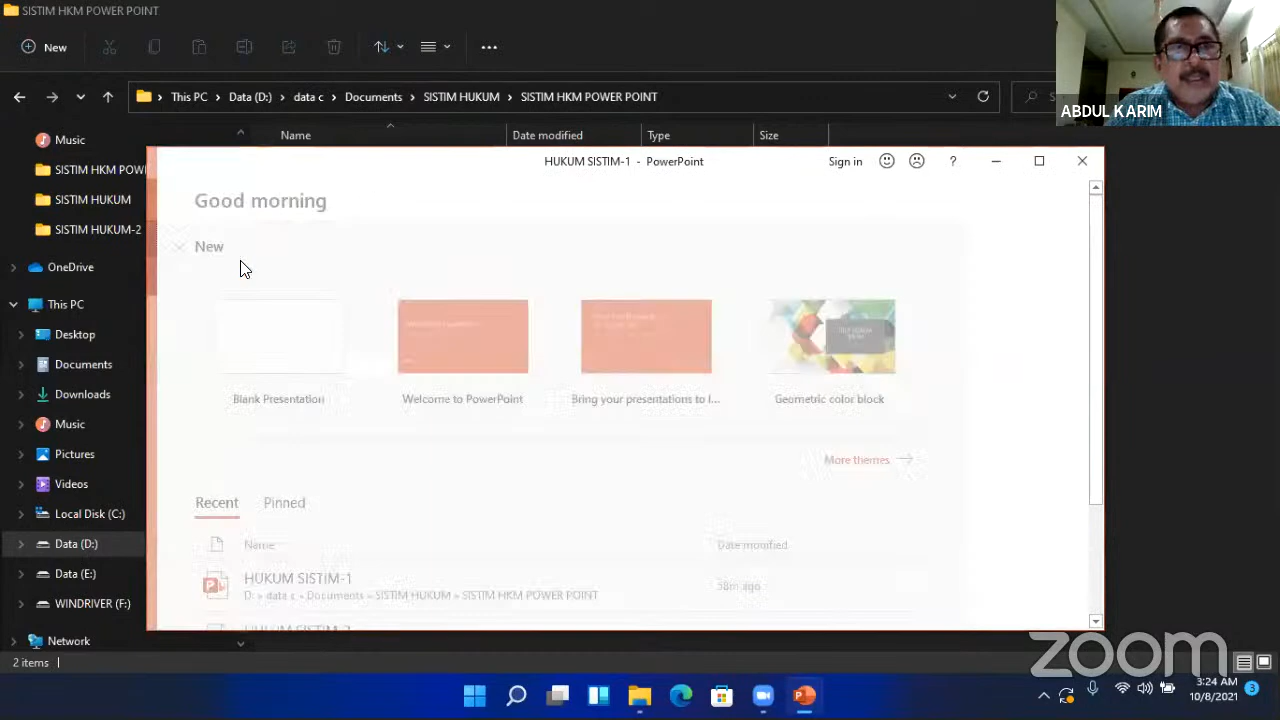 SISTIM HKM POWER POINT
New
This PC
Data (D:)
data c
Documents
SISTIM HUKUM
SISTIM HKM POWER POINT
ABDUL KARIM
Name
Date modified
Type
Size
Music
SISTIM HKM POW
SISTIM HUKUM
SISTIM HUKUM-2
OneDrive
This PC
Desktop
Documents
Downloads
Music
Pictures
Videos
Local Disk (C:)
Data (D:)
Data (E:)
WINDRIVER (F:)
Network
2 items
HUKUM SISTIM-1 - PowerPoint
Sign in
?
Good morning
New
Blank Presentation
Welcome to PowerPoint
Bring your presentations to l...
Geometric color block
More themes
Recent
Pinned
Name
Date modified
HUKUM SISTIM-1
D: » data c » Documents » SISTIM HUKUM » SISTIM HKM POWER POINT
58m ago
zoom
3:24 AM
10/8/2021
3